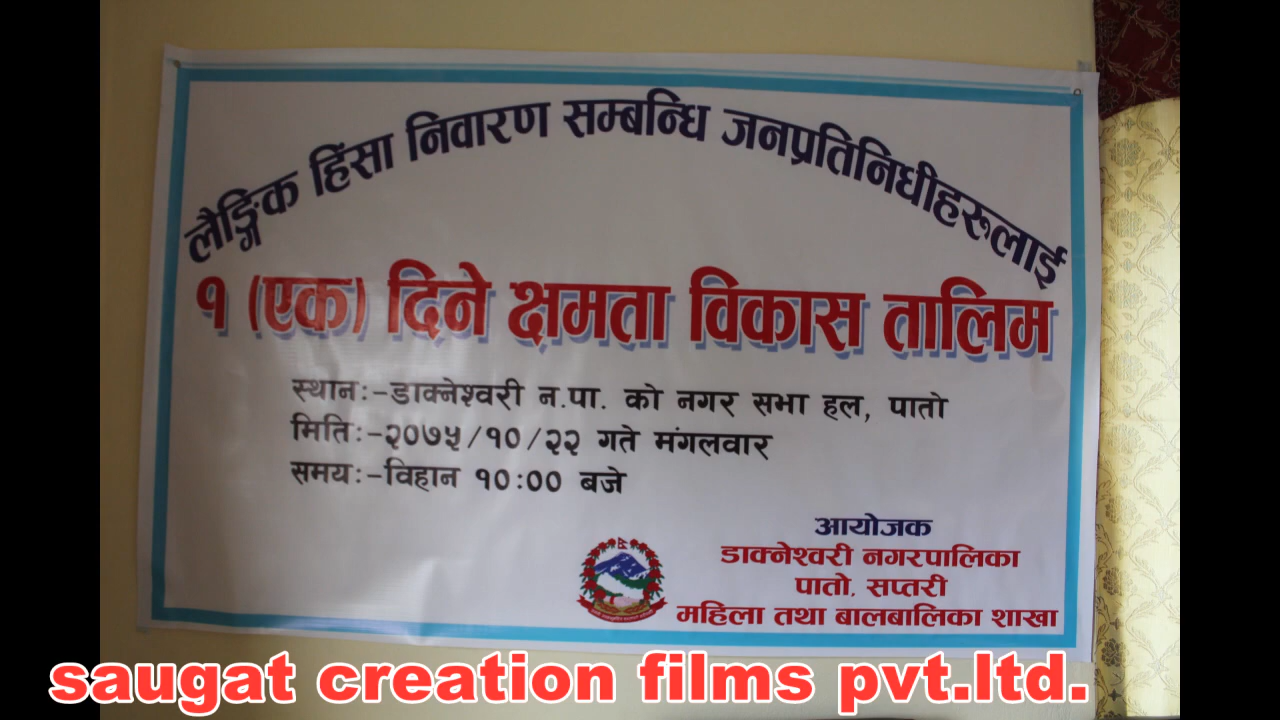 लैङ्गिक हिंसा निवारण सम्बन्धि जनप्रतिनिधीहरुलाई
१ (एक) दिने क्षमता विकास तालिम
स्थानः-डाक्नेश्वरी न.पा. को नगर सभा हल, पातो
मितिः-२०७५/१०/२२ गते मंगलवार
समयः-विहान १०:०० बजे
आयोजक
डाक्नेश्वरी नगरपालिका
पातो, सप्तरी
महिला तथा बालबालिका शाखा
saugat creation films pvt.ltd.